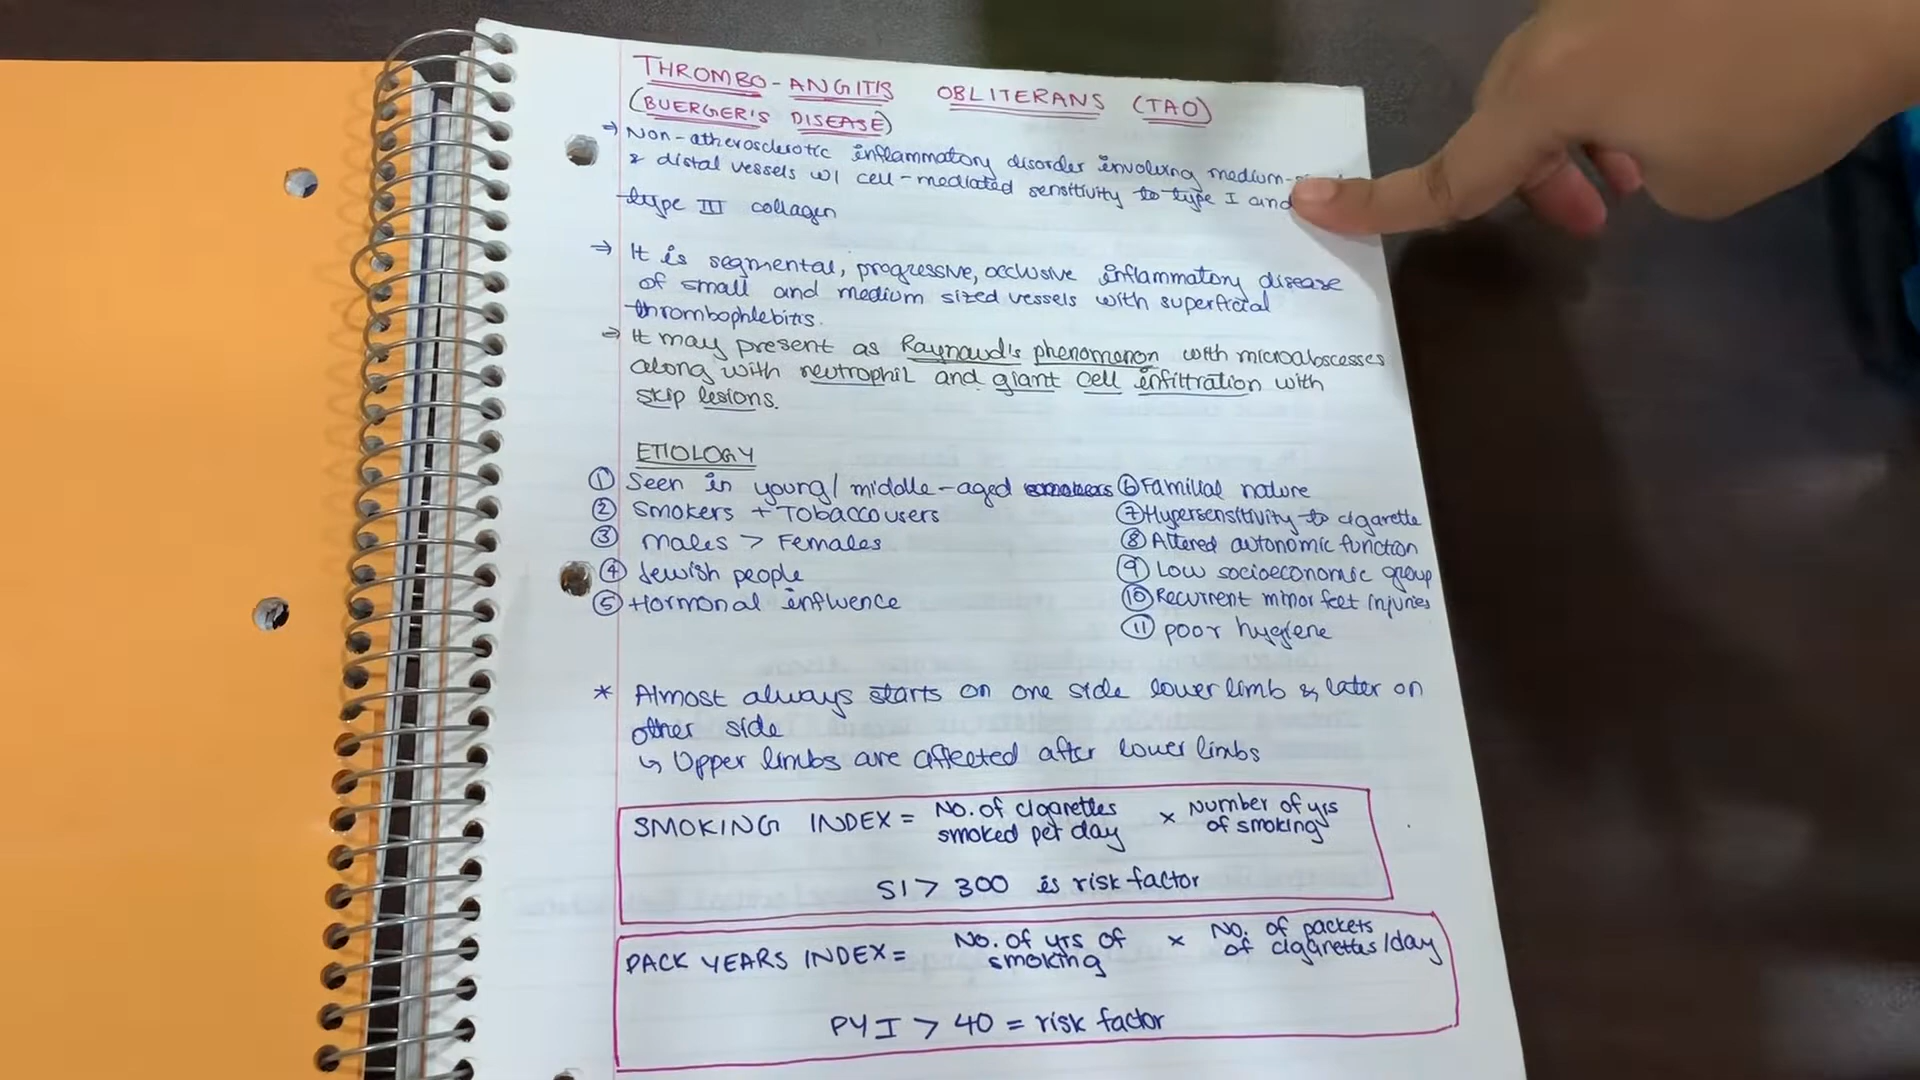 THROMBO-ANGITIS OBLITERANS (TAO)
(BUERGER'S DISEASE)
⇒ Non-atherosclerotic inflammatory disorder involving medium-
& distal vessels w/ cell-mediated sensitivity to type I and
type III collagen
⇒ It is segmental, progressive, occlusive inflammatory disease
of small and medium sized vessels with superficial
thrombophlebitis.
⇒ It may present as Raynaud's phenomenon with microabscesses
along with neutrophil and giant cell infiltration with
skip lesions.
ETIOLOGY
① Seen in young/ middle-aged
② Smokers + Tobacco users
③ Males > Females
④ Jewish people
⑤ Hormonal influence
⑥ Familial nature
⑦ Hypersensitivity to cigarette
⑧ Altered autonomic function
⑨ Low socioeconomic group
⑩ Recurrent minor feet injuries
⑪ poor hygiene
* Almost always starts on one side lower limb & later on
other side
↳ Upper limbs are affected after lower limbs
SMOKING INDEX = No. of cigarettes smoked per day × Number of yrs of smoking
SI > 300 is risk factor
PACK YEARS INDEX = No. of yrs of smoking × No. of packets of cigarettes/day
PYI > 40 = risk factor